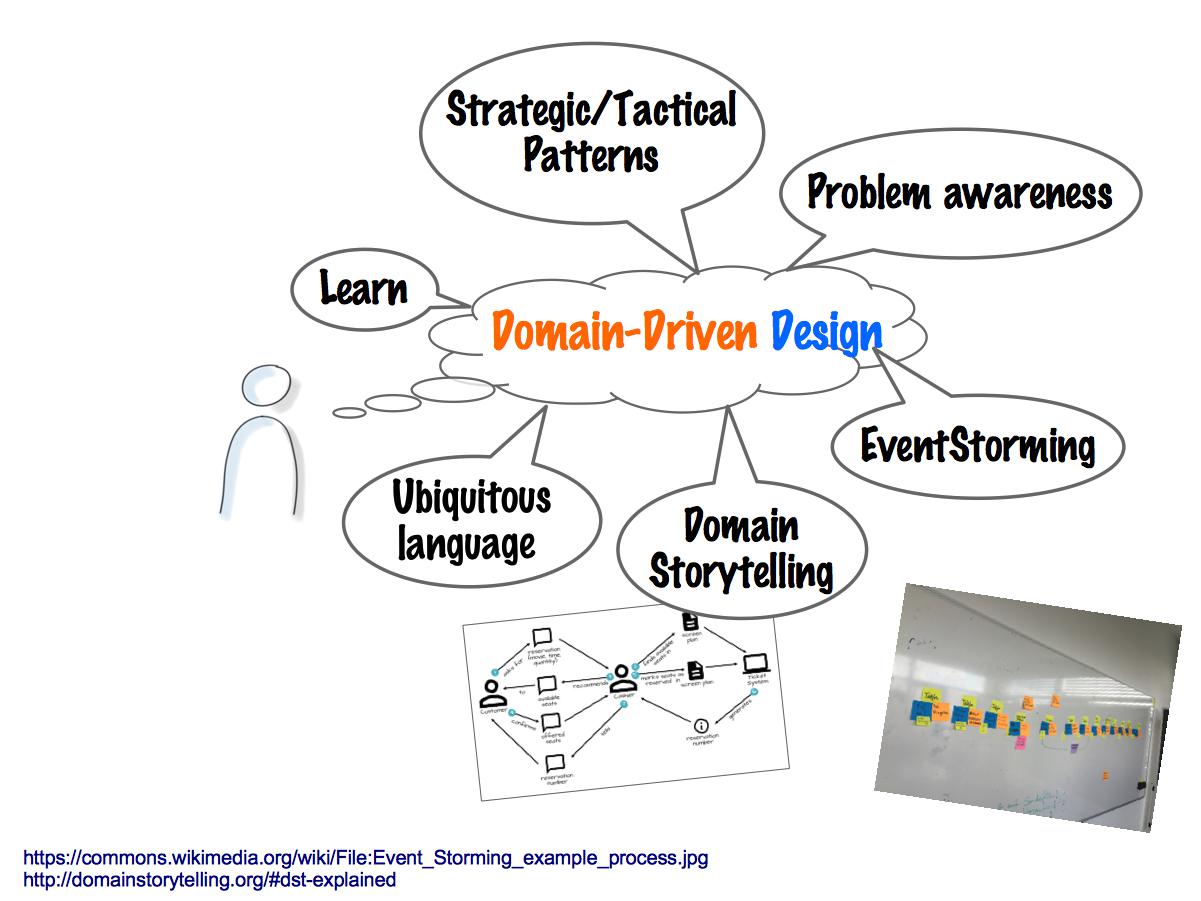 Strategic/Tactical
Patterns
Problem awareness
Learn
Domain-Driven Design
EventStorming
Ubiquitous
language
Domain
Storytelling
screen
plan
reservation
(movie, time,
quantity?)
asks for
finds available
seats in
Customer
to
available
seats
recommends
Cashier
marks seats as
reserved in
screen plan
Ticket
System
confirms
offered
seats
tells
reservation
number
generates
reservation
number
https://commons.wikimedia.org/wiki/File:Event_Storming_example_process.jpg
http://domainstorytelling.org/#dst-explained